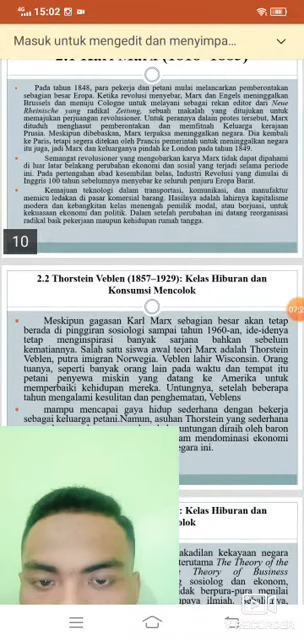 4G 15:02
Masuk untuk mengedit dan menyimpa...
Pada tahun 1848, para pekerja dan petani mulai melancarkan pemberontakan
sebagian besar Eropa. Ketika revolusi menyebar, Marx dan Engels meninggalkan
Brussels dan menuju Cologne untuk melayani sebagai rekan editor dari Neue
Rheinische yang radikal Zeitung, sebuah makalah yang ditujukan untuk
memajukan perjuangan revolusioner. Untuk perannya dalam protes tersebut, Marx
dituduh menghasut pemberontakan dan memfitnah Keluarga kerajaan
Prusia. Meskipun dibebaskan, Marx terpaksa meninggalkan negara. Dia kembali
ke Paris, tetapi segera ditekan oleh Prancis pemerintah untuk meninggalkan negara
itu juga, jadi Marx dan keluarganya pindah ke London pada tahun 1849.
Semangat revolusioner yang mengobarkan karya Marx tidak dapat dipahami
di luar latar belakang perubahan ekonomi dan sosial yang terjadi selama periode
ini. Pada pertengahan abad kesembilan belas, Industri Revolusi yang dimulai di
Inggris 100 tahun sebelumnya menyebar ke seluruh penjuru Eropa Barat.
Kemajuan teknologi dalam transportasi, komunikasi, dan manufaktur
memicu ledakan di pasar komersial barang. Hasilnya adalah lahirnya kapitalisme
modern dan kebangkitan kelas menengah pemilik modal, atau borjuasi, untuk
kekuasaan ekonomi dan politik. Dalam setelah perubahan ini datang reorganisasi
radikal baik pekerjaan maupun kehidupan rumah tangga.
10
2.2 Thorstein Veblen (1857–1929): Kelas Hiburan dan
Konsumsi Mencolok
07:2
Meskipun gagasan Karl Marx sebagian besar akan tetap
berada di pinggiran sosiologi sampai tahun 1960-an, ide-idenya
tetap menginspirasi banyak sarjana bahkan sebelum
kematiannya. Salah satu siswa awal teori Marx adalah Thorstein
Veblen, putra imigran Norwegia. Veblen lahir Wisconsin. Orang
tuanya, seperti banyak orang lain pada waktu dan tempat itu
petani penyewa miskin yang datang ke Amerika untuk
memperbaiki kehidupan mereka. Untungnya, setelah beberapa
tahun mengalami kesulitan dan penghematan, Veblens
mampu mencapai gaya hidup sederhana dengan bekerja
sebagai keluarga petani.Namun, asuhan Thorstein yang sederhana
untungan diraih oleh baron
am mendominasi ekonomi
egara ini.
: Kelas Hiburan dan
olok
akadilan kekayaan negara
terutama The Theory of the
Theory of Business
sosiolog dan ekonom,
dak berpura-pura menilai
upaya ilmiah.
VivaVideo